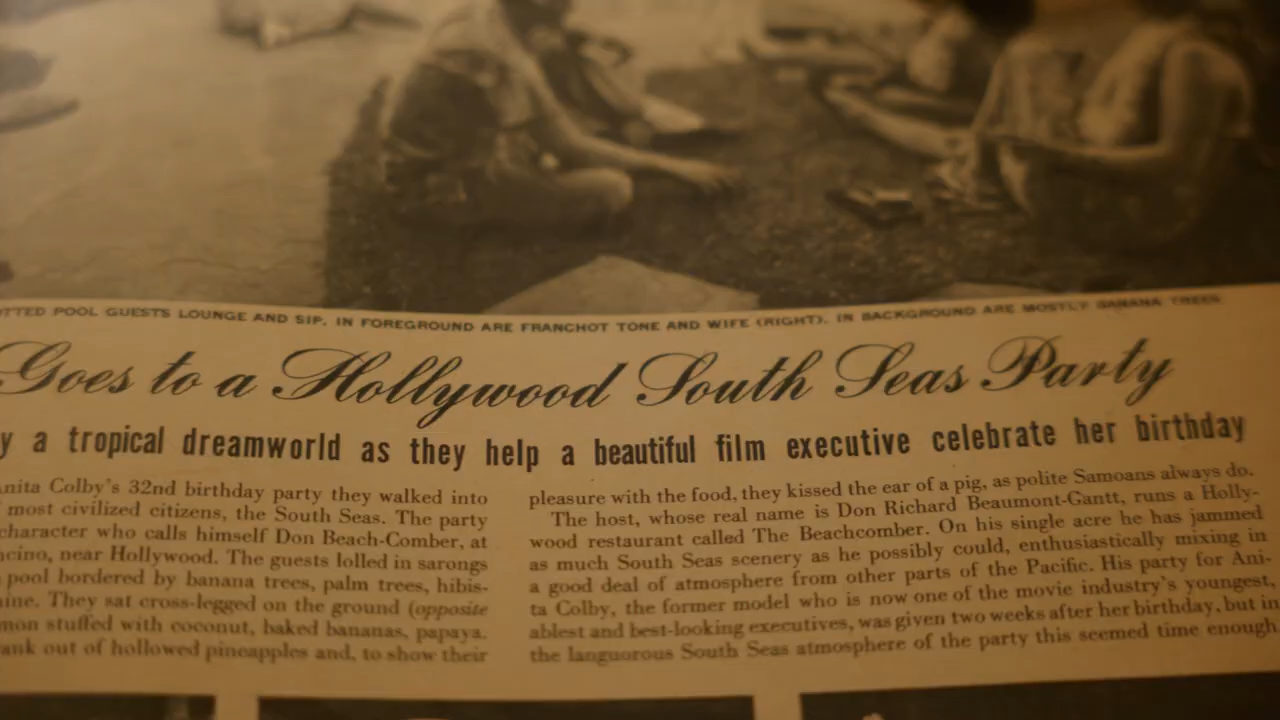 POOL GUESTS LOUNGE AND SIP. IN FOREGROUND ARE FRANCHOT TONE AND WIFE (RIGHT). IN BACKGROUND ARE MOSTLY BANANA TREES
Goes to a Hollywood South Seas Party
a tropical dreamworld as they help a beautiful film executive celebrate her birthday
Colby's 32nd birthday party they walked into
most civilized citizens, the South Seas. The party
character who calls himself Don Beach-Comber, at
near Hollywood. The guests lolled in sarongs
pool bordered by banana trees, palm trees, hibis-
They sat cross-legged on the ground (opposite
stuffed with coconut, baked bananas, papaya.
out of hollowed pineapples and, to show their
pleasure with the food, they kissed the ear of a pig, as polite Samoans always do.
The host, whose real name is Don Richard Beaumont-Gantt, runs a Holly-
wood restaurant called The Beachcomber. On his single acre he has jammed
as much South Seas scenery as he possibly could, enthusiastically mixing in
a good deal of atmosphere from other parts of the Pacific. His party for Ani-
ta Colby, the former model who is now one of the movie industry's youngest,
ablest and best-looking executives, was given two weeks after her birthday, but in
the languorous South Seas atmosphere of the party this seemed time enough